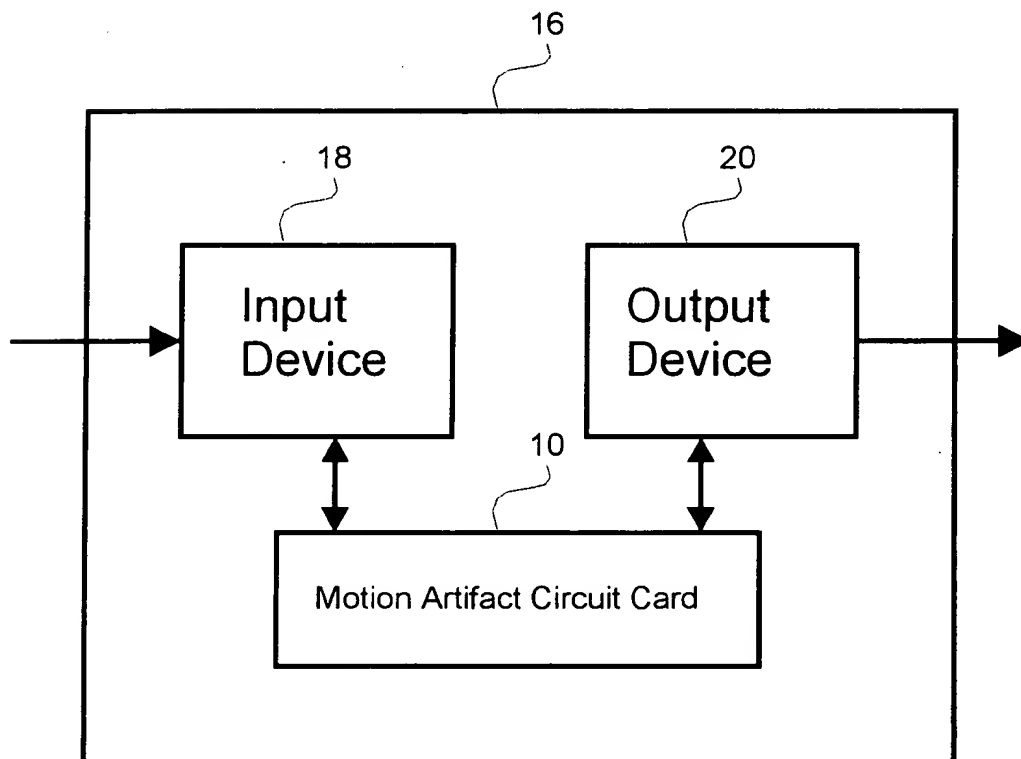 16
18
20
Input
Device
Output
Device
10
Motion Artifact Circuit Card